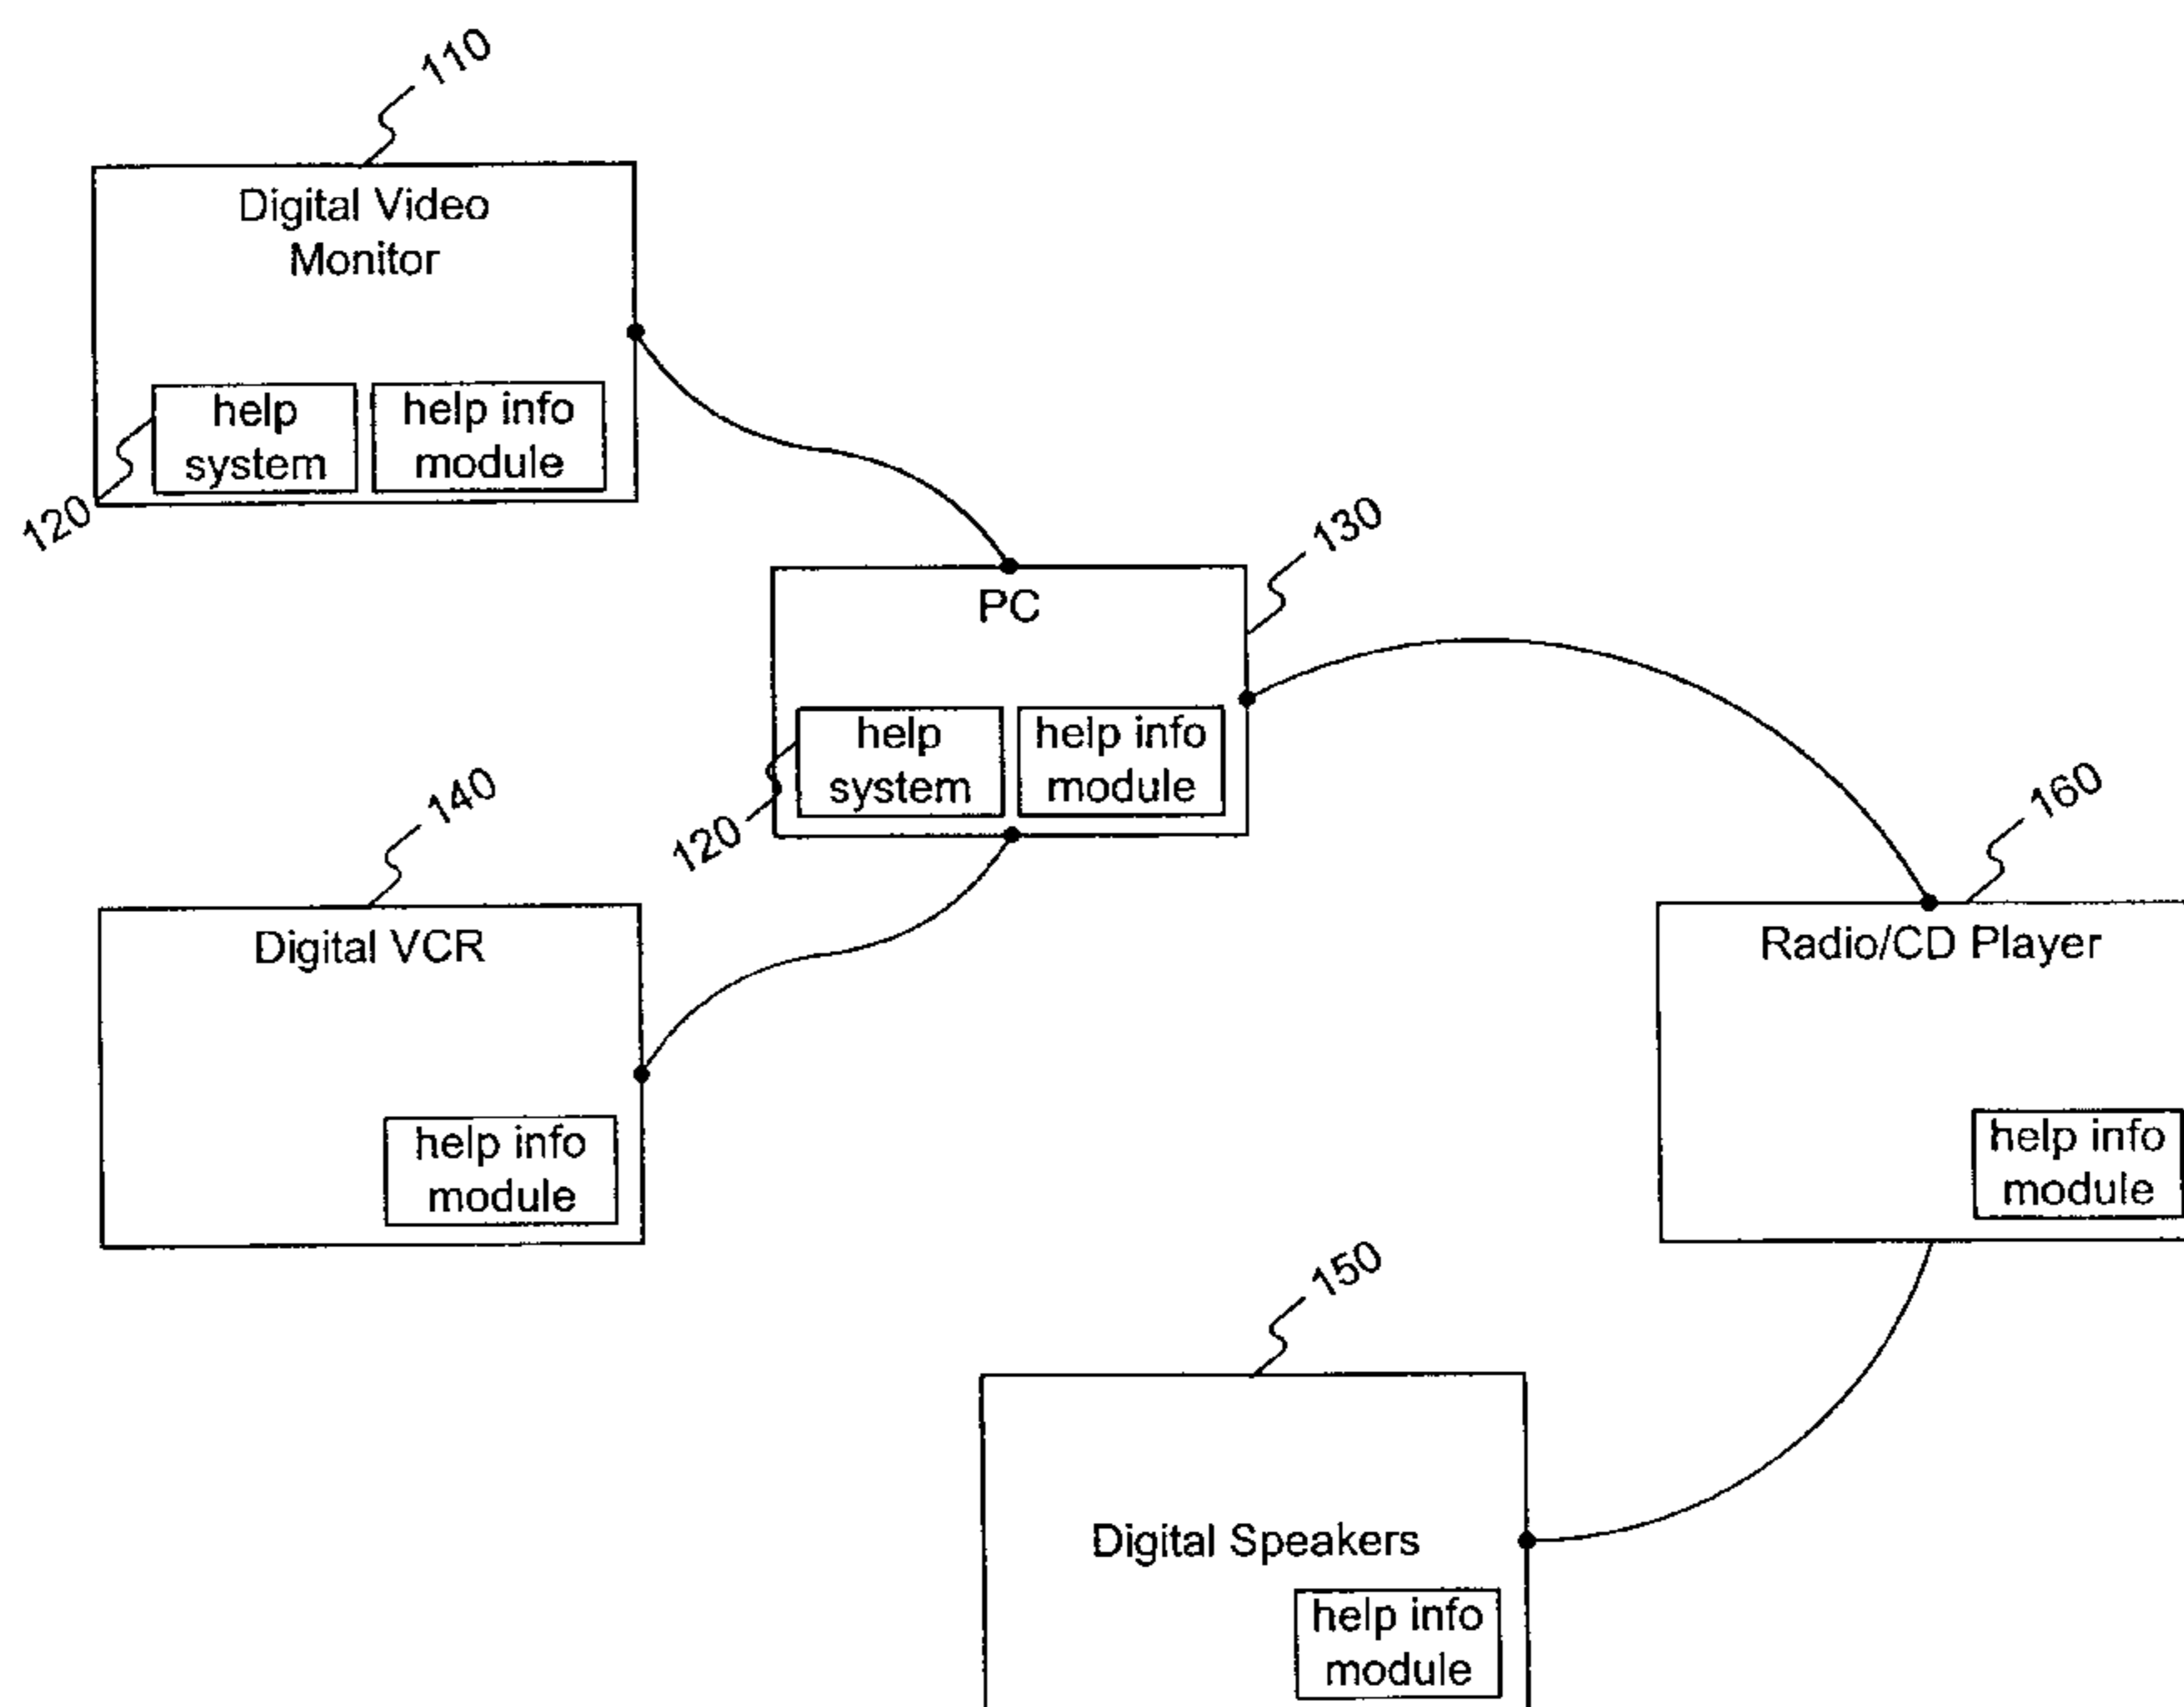 110
Digital Video
Monitor
help
system
help info
module
120
130
PC
help
system
help info
module
120
140
Digital VCR
help info
module
160
Radio/CD Player
help info
module
150
Digital Speakers
help info
module